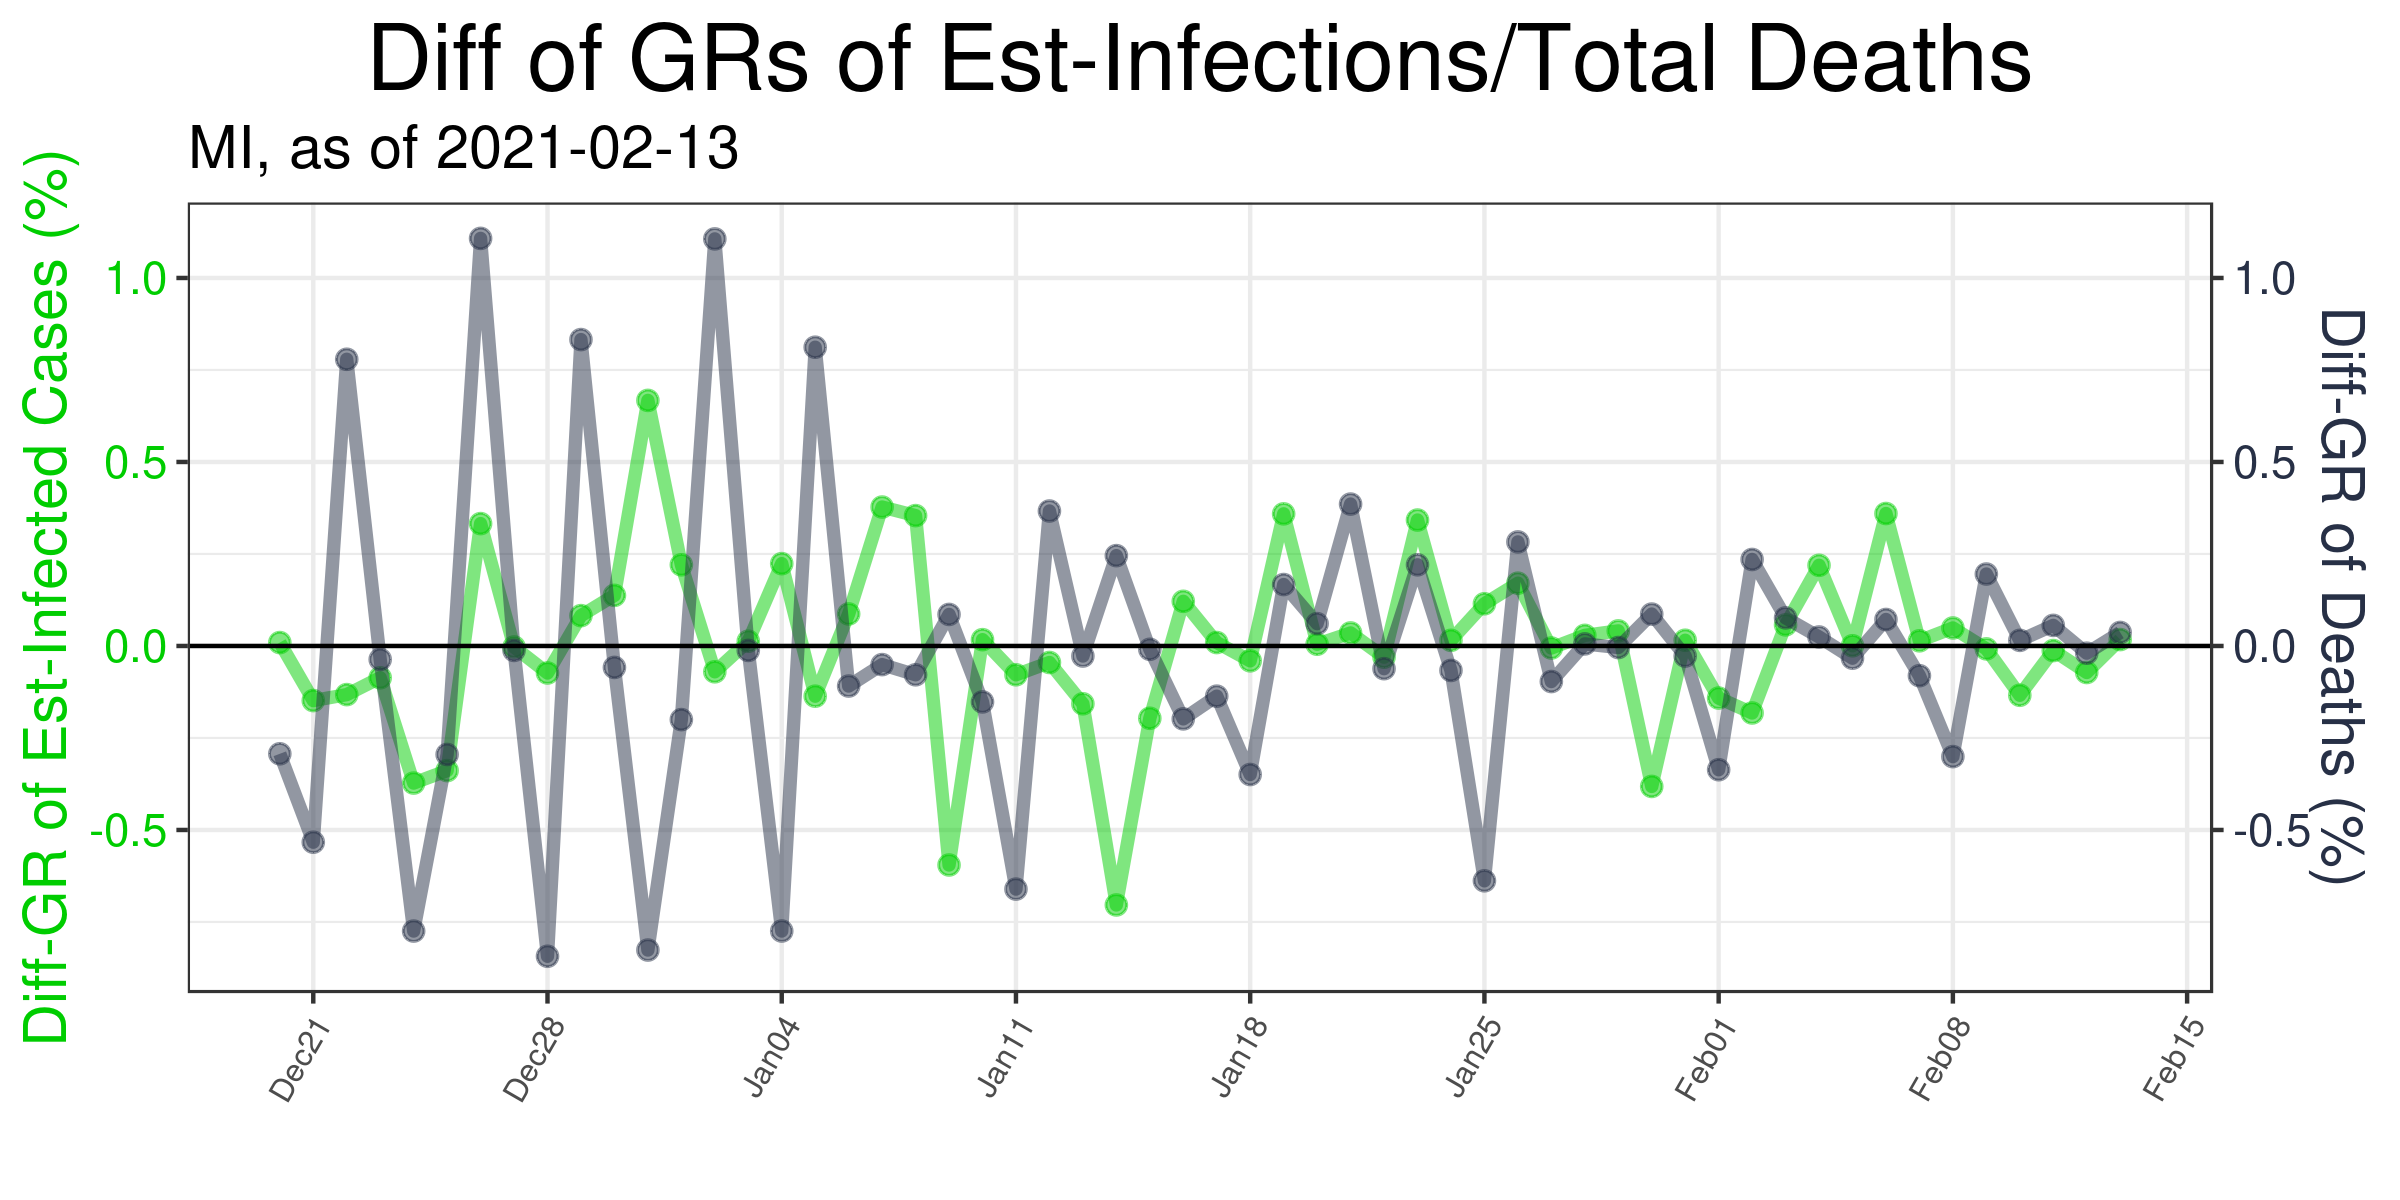 Diff of GRs of Est-Infections/Total Deaths
MI, as of 2021-02-13
Diff-GR of Est-Infected Cases (%)
1.0
0.5
0.0
-0.5
1.0
0.5
0.0
-0.5
Diff-GR of Deaths (%)
Dec21
Dec28
Jan04
Jan11
Jan18
Jan25
Feb01
Feb08
Feb15